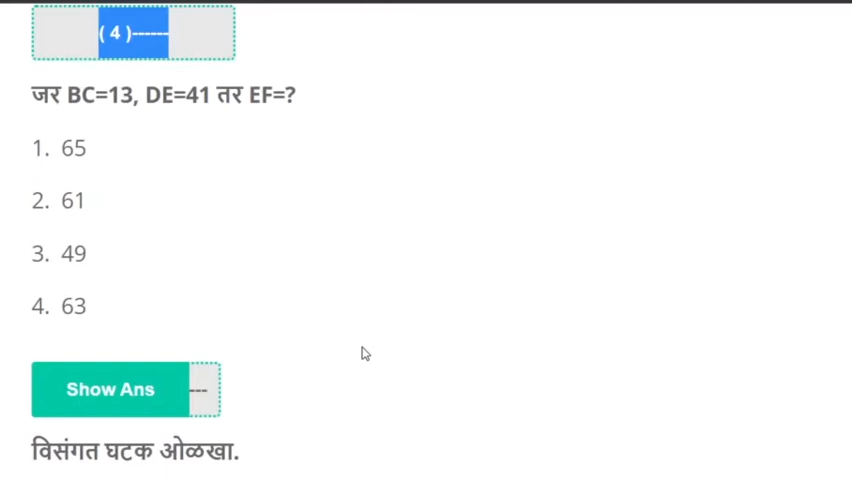 ( 4 )------
जर BC=13, DE=41 तर EF=?
1. 65
2. 61
3. 49
4. 63
Show Ans ---
विसंगत घटक ओळखा.